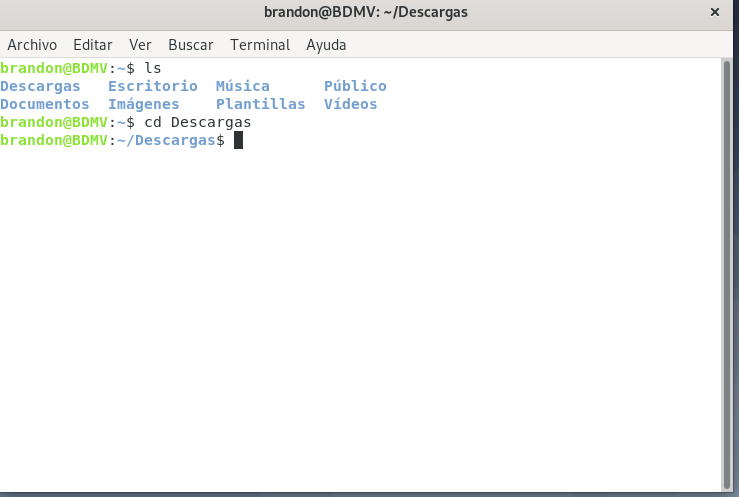 brandon@BDMV: ~/Descargas ×
Archivo Editar Ver Buscar Terminal Ayuda
brandon@BDMV:~$ ls
Descargas   Escritorio  Música      Público
Documentos  Imágenes    Plantillas  Vídeos
brandon@BDMV:~$ cd Descargas
brandon@BDMV:~/Descargas$